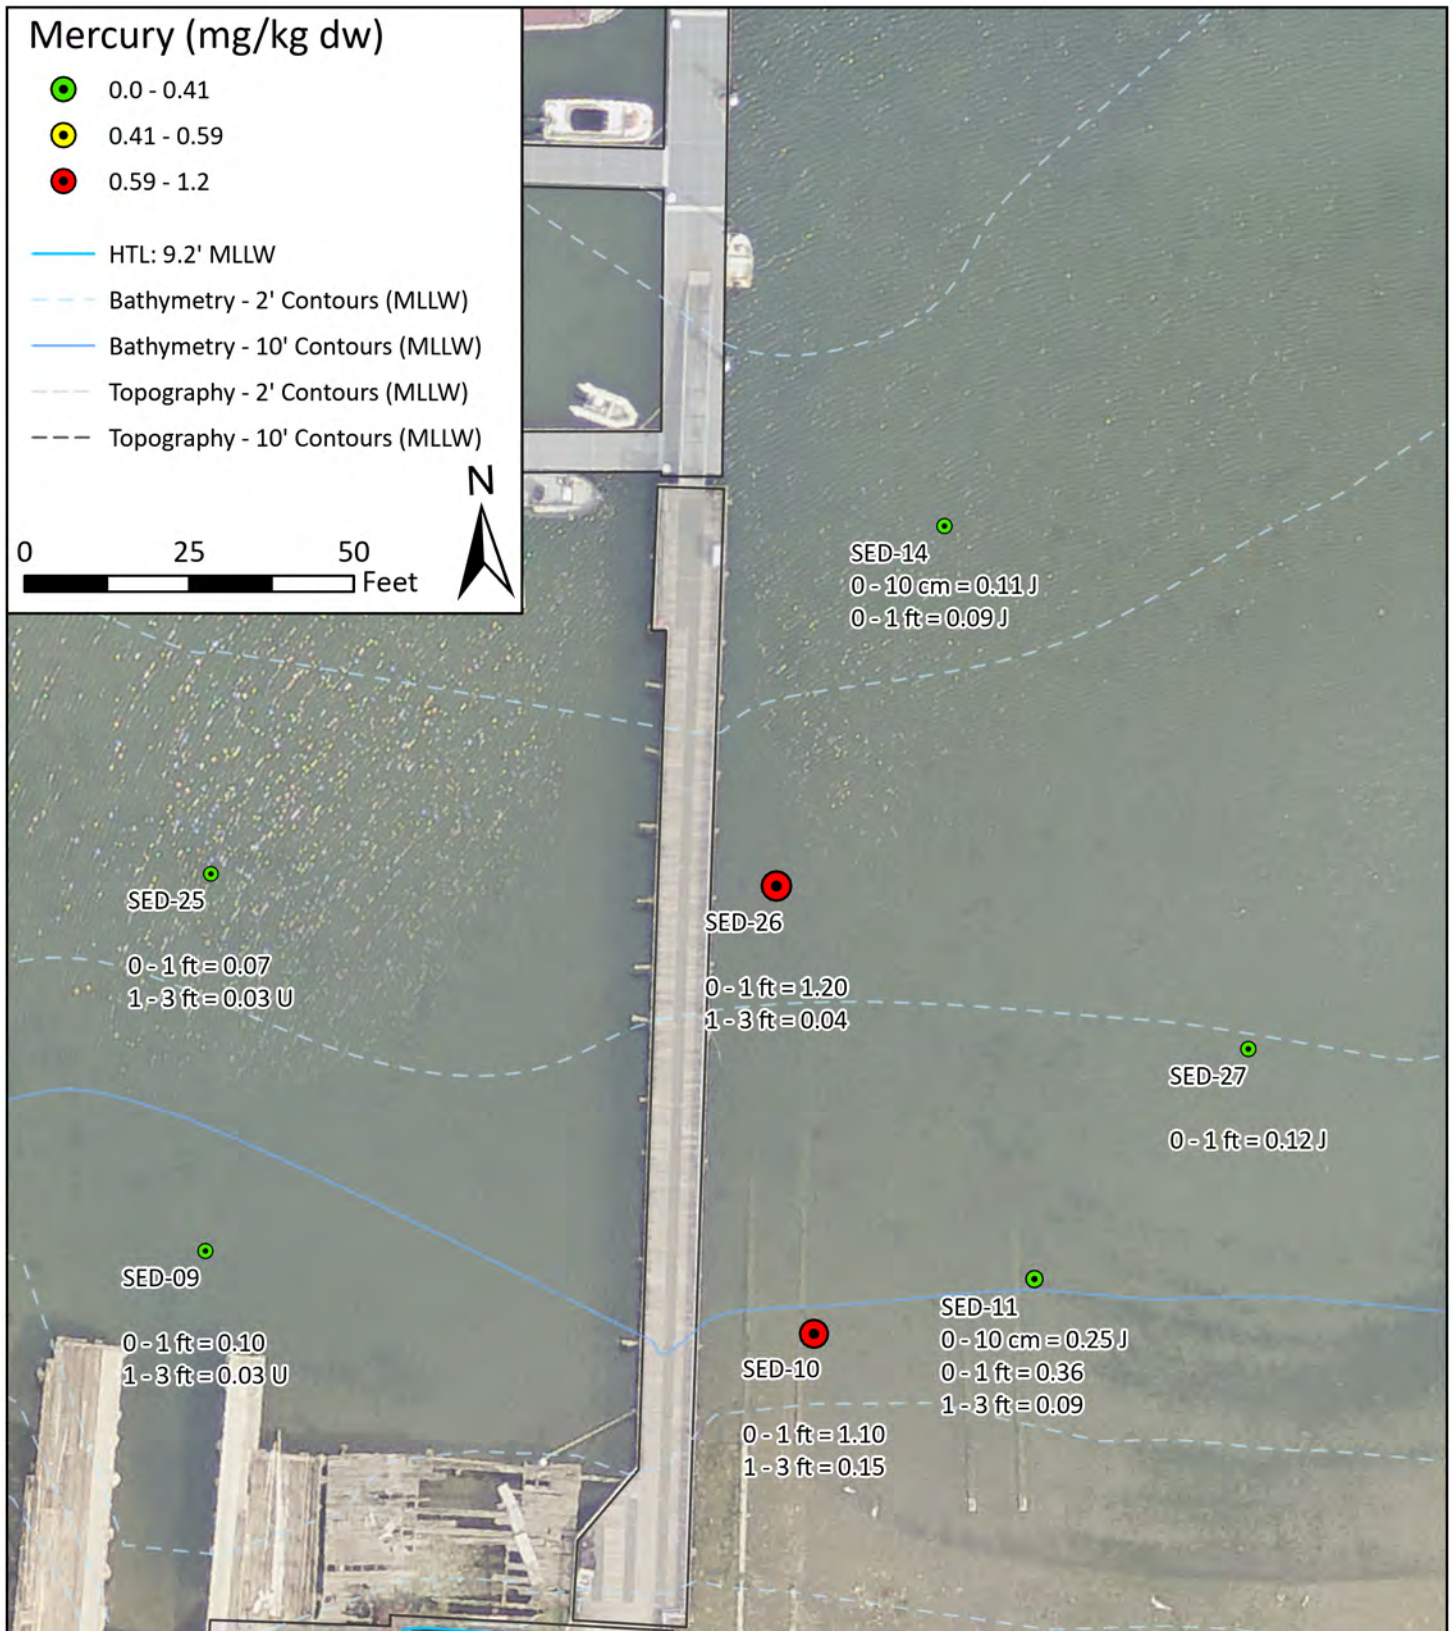 Mercury (mg/kg dw)
0.0 - 0.41
0.41 - 0.59
0.59 - 1.2
HTL: 9.2' MLLW
Bathymetry - 2' Contours (MLLW)
Bathymetry - 10' Contours (MLLW)
Topography - 2' Contours (MLLW)
Topography - 10' Contours (MLLW)
N
0 25 50
Feet
SED-14
0 - 10 cm = 0.11 J
0 - 1 ft = 0.09 J
SED-25
0 - 1 ft = 0.07
1 - 3 ft = 0.03 U
SED-26
0 - 1 ft = 1.20
1 - 3 ft = 0.04
SED-27
0 - 1 ft = 0.12 J
SED-09
0 - 1 ft = 0.10
1 - 3 ft = 0.03 U
SED-10
0 - 1 ft = 1.10
1 - 3 ft = 0.15
SED-11
0 - 10 cm = 0.25 J
0 - 1 ft = 0.36
1 - 3 ft = 0.09